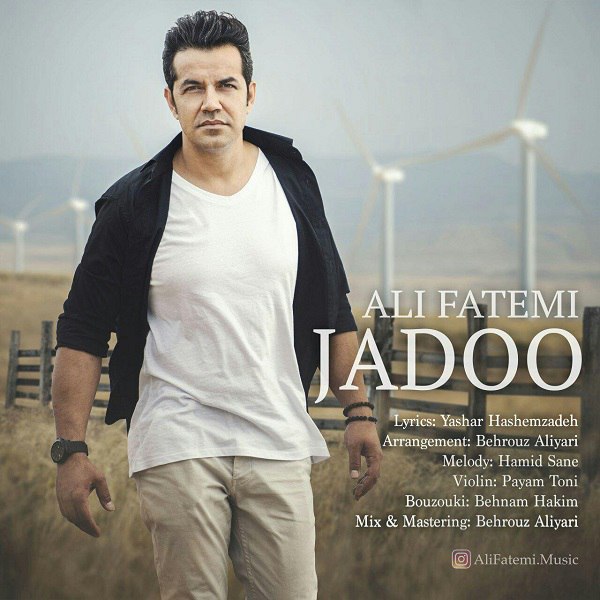 ALI FATEMI
JADOO
Lyrics: Yashar Hashemzadeh
Arrangement: Behrouz Aliyari
Melody: Hamid Sane
Violin: Payam Toni
Bouzouki: Behnam Hakim
Mix & Mastering: Behrouz Aliyari
AliFatemi.Music